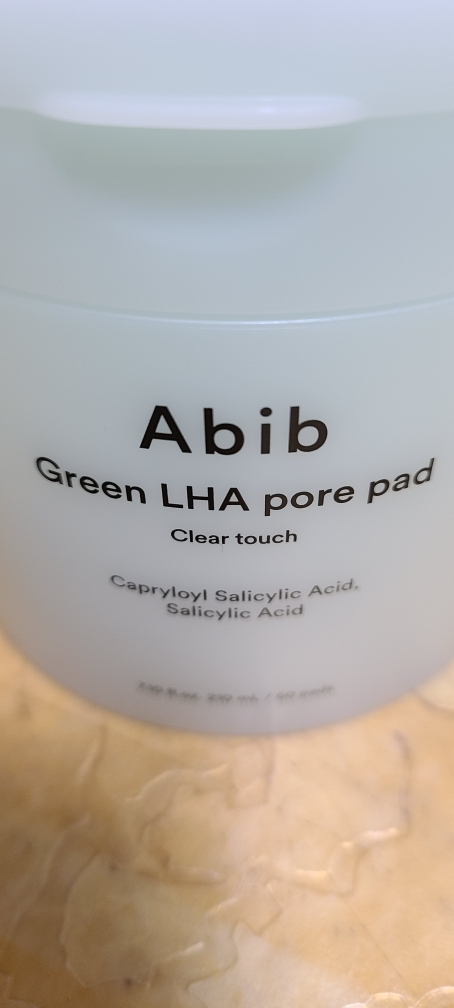 Abib
Green LHA pore pad
Clear touch
Capryloyl Salicylic Acid,
Salicylic Acid